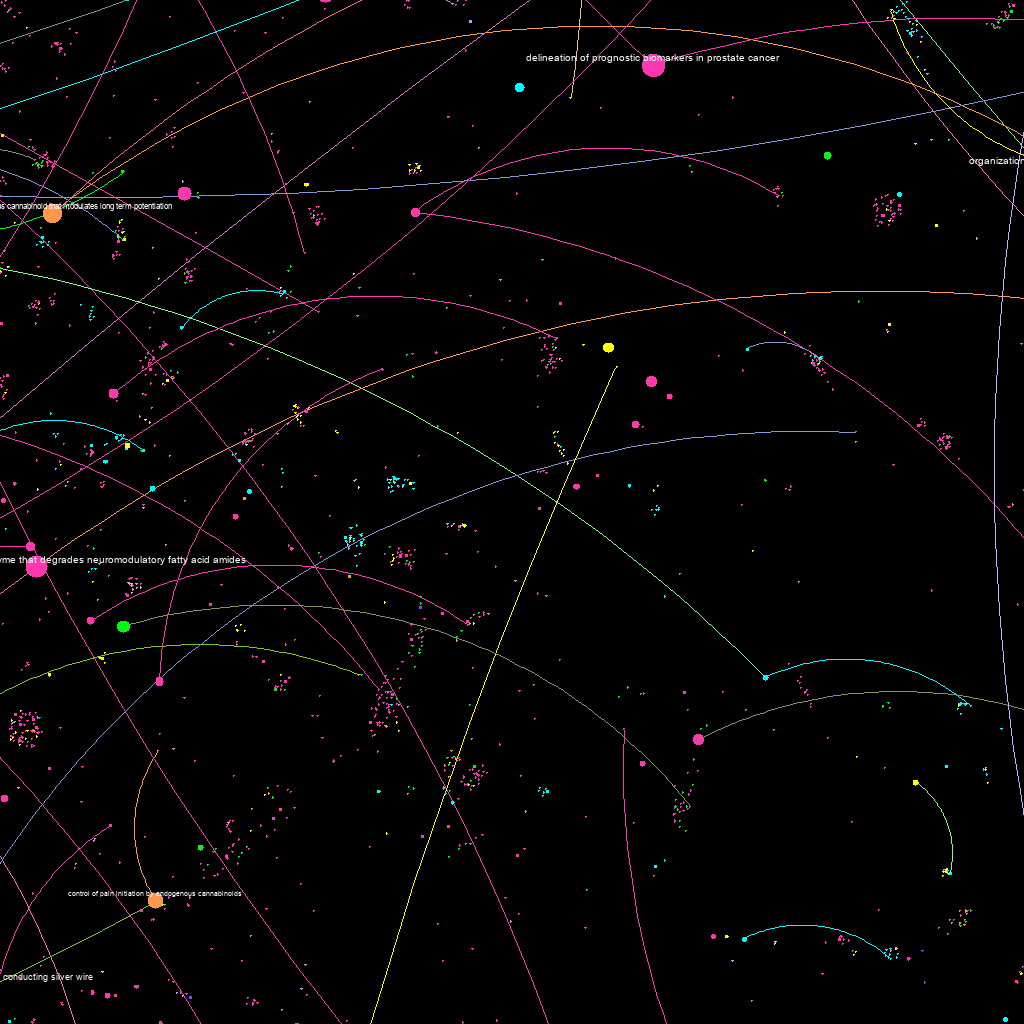 delineation of prognostic biomarkers in prostate cancer
organization
cannabinoid that modulates long term potentiation
that degrades neuromodulatory fatty acid amides
control of pain initiation by endogenous cannabinoids
conducting silver wire